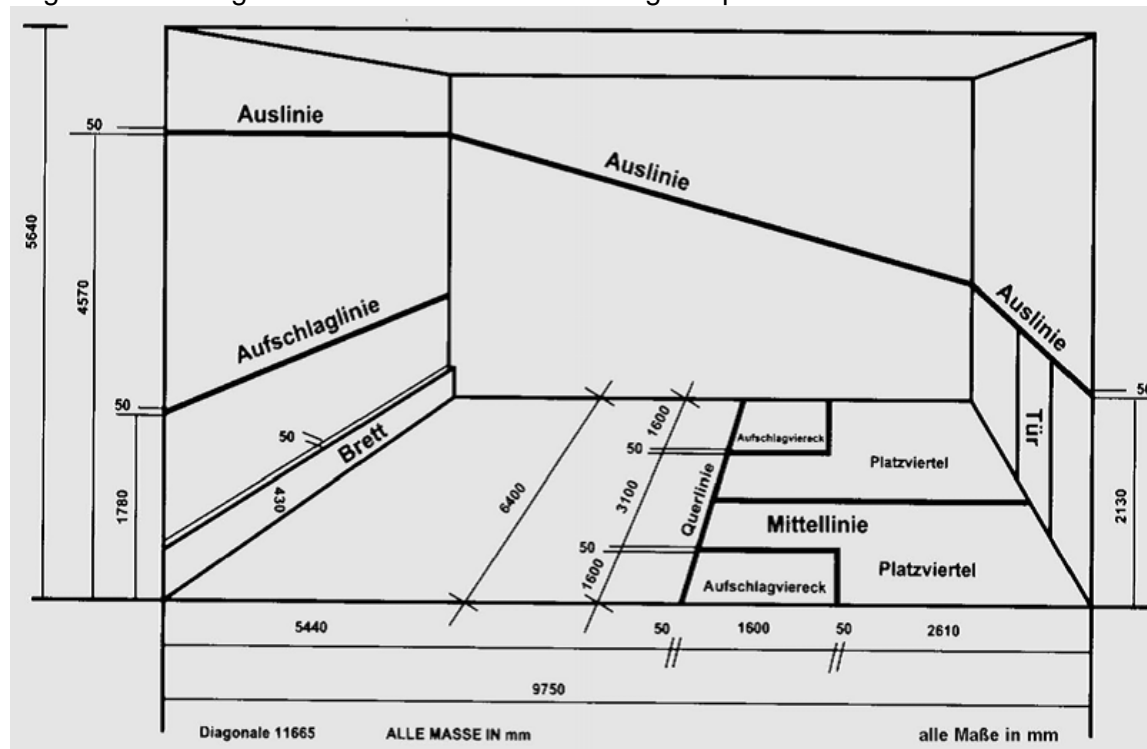 50
Auslinie
Auslinie
5640
4570
Auslinie
Aufschlaglinie
50
50
1600
50
50
Brett
Aufschlagviereck
Tür
1780
430
6400
3100
Querlinie
Platzviertel
2130
Mittellinie
50
1600
Aufschlagviereck
Platzviertel
5440
50
1600
50
2610
9750
Diagonale 11665
ALLE MASSE IN mm
alle Maße in mm